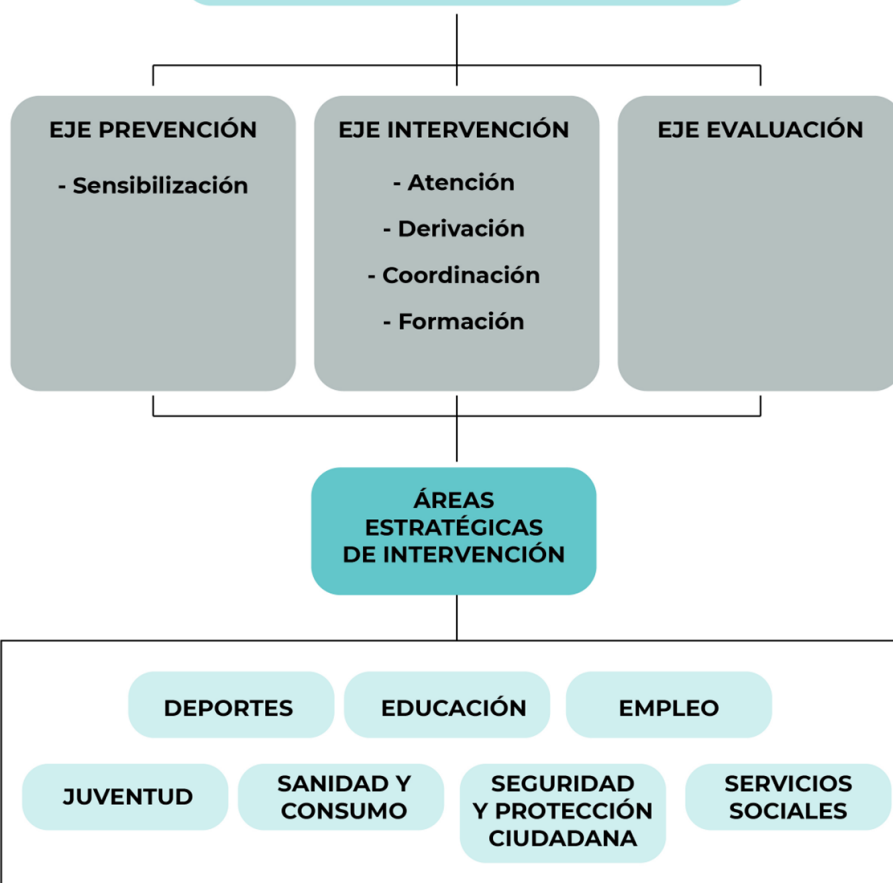 EJE PREVENCIÓN
- Sensibilización
EJE INTERVENCIÓN
- Atención
- Derivación
- Coordinación
- Formación
EJE EVALUACIÓN
ÁREAS
ESTRATÉGICAS
DE INTERVENCIÓN
DEPORTES
EDUCACIÓN
EMPLEO
JUVENTUD
SANIDAD Y
CONSUMO
SEGURIDAD
Y PROTECCIÓN
CIUDADANA
SERVICIOS
SOCIALES